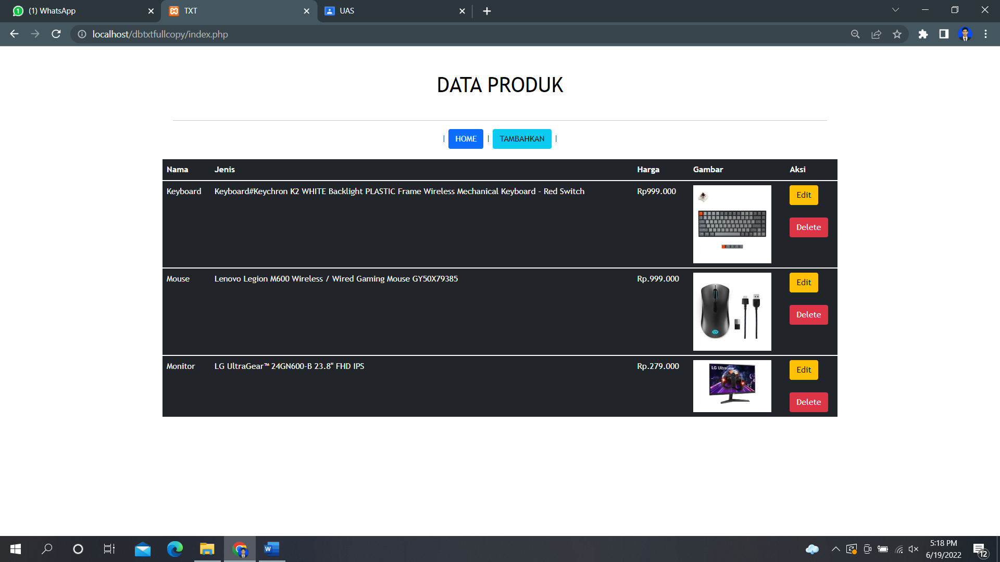 (1) WhatsApp
TXT
UAS
localhost/dbtxtfullcopy/index.php
DATA PRODUK
| HOME | TAMBAHKAN |
Nama Jenis Harga Gambar Aksi
Keyboard Keyboard#Keychron K2 WHITE Backlight PLASTIC Frame Wireless Mechanical Keyboard - Red Switch Rp999.000 Edit
Delete
Mouse Lenovo Legion M600 Wireless / Wired Gaming Mouse GY50X79385 Rp.999.000 Edit
Delete
Monitor LG UltraGear™ 24GN600-B 23.8" FHD IPS Rp.279.000 LG UltraGear Edit
Delete
5:18 PM
6/19/2022
12